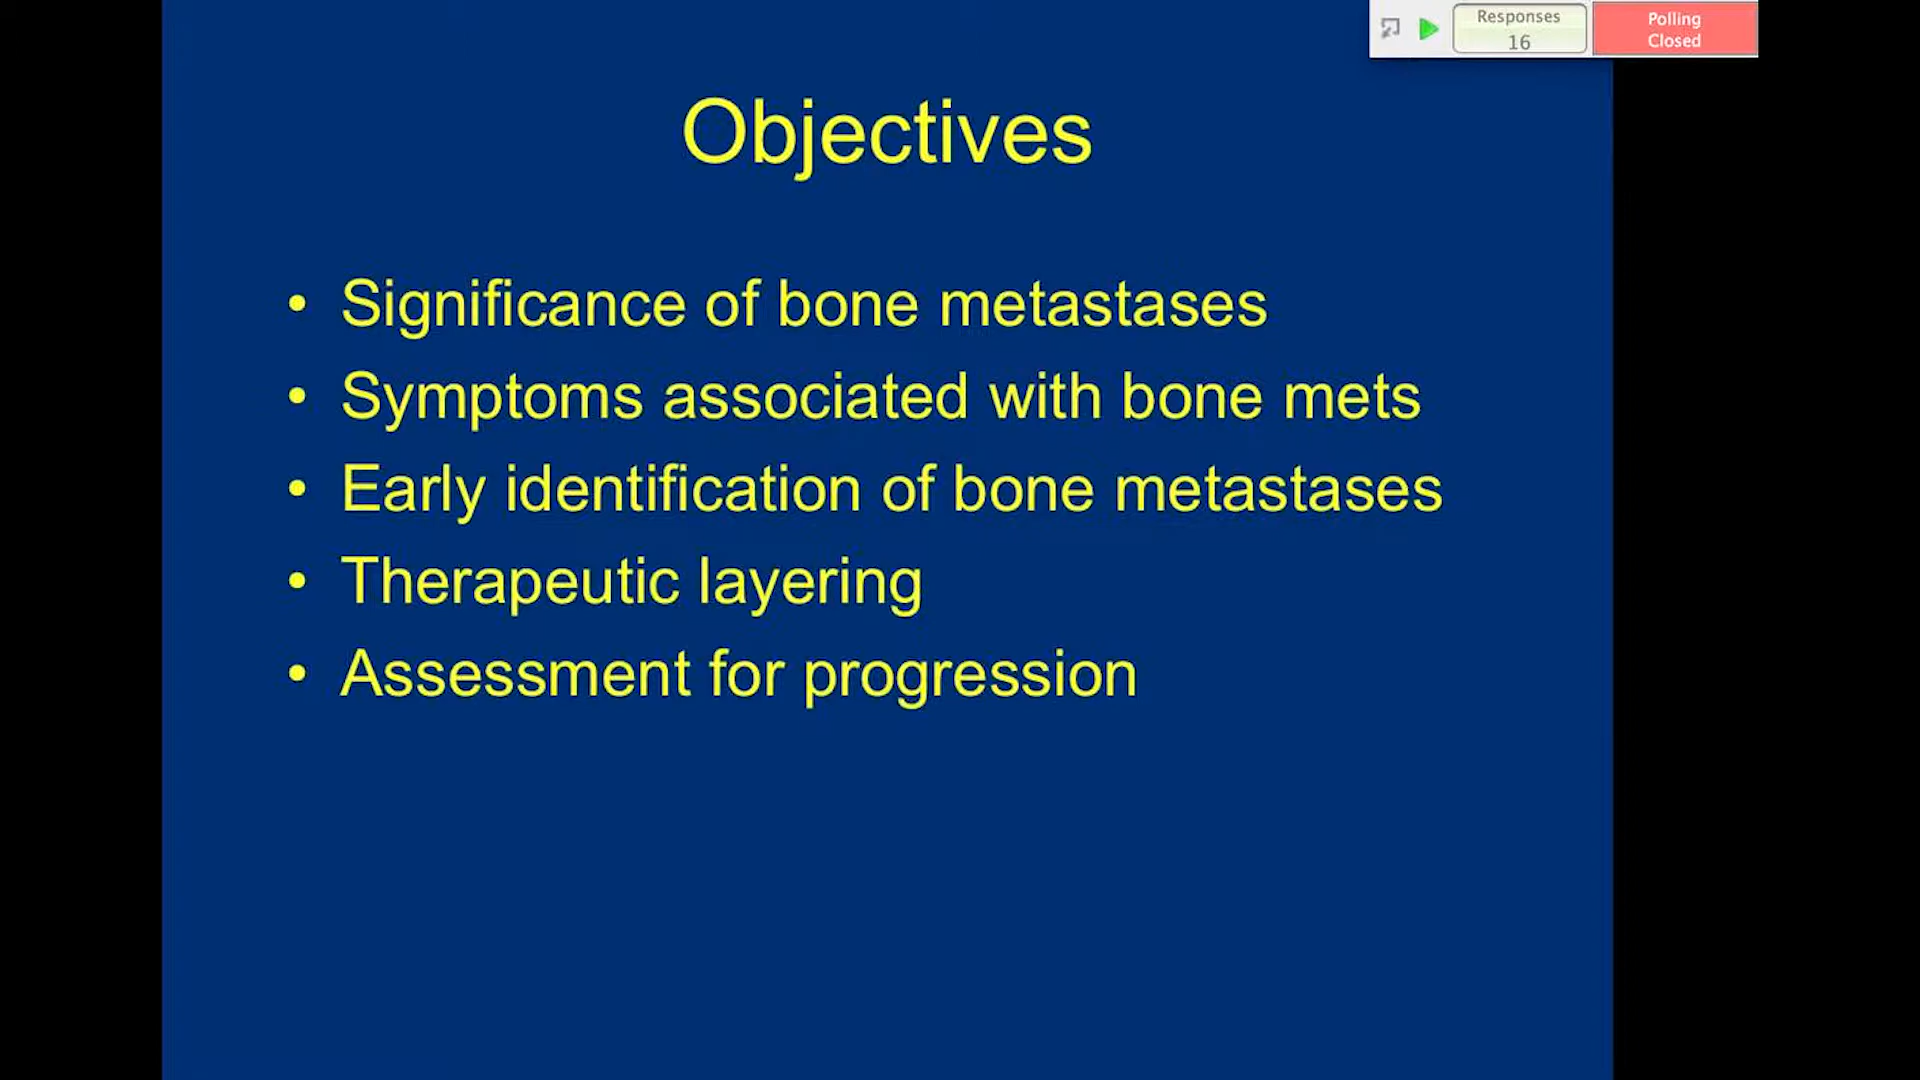 Responses
16
Polling
Closed
Objectives
• Significance of bone metastases
• Symptoms associated with bone mets
• Early identification of bone metastases
• Therapeutic layering
• Assessment for progression